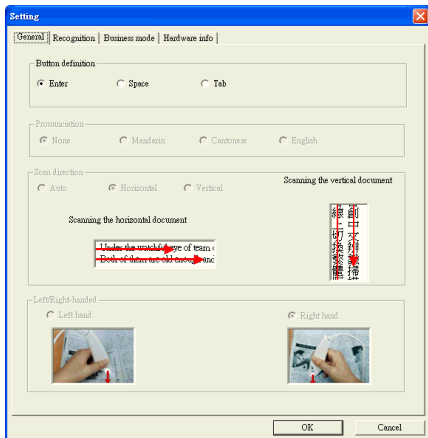 Setting
General Recognition Business mode Hardware info
Button definition
Enter Space Tab
Pronunciation
None Mandarin Cantonese English
Scan direction
Auto Horizontal Vertical
Scanning the vertical document
Scanning the horizontal document
Under the watchful eye of team
Both of them are old enough and
Left/Right-handed
Left hand Right hand
OK Cancel